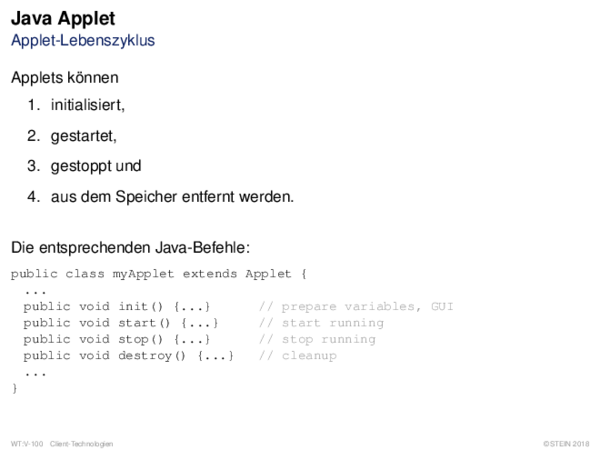 Java Applet
Applet-Lebenszyklus
Applets können
1. initialisiert,
2. gestartet,
3. gestoppt und
4. aus dem Speicher entfernt werden.
Die entsprechenden Java-Befehle:
public class myApplet extends Applet {
...
public void init() {...} // prepare variables, GUI
public void start() {...} // start running
public void stop() {...} // stop running
public void destroy() {...} // cleanup
...
}
WT:V-100 Client-Technologien ©STEIN 2018